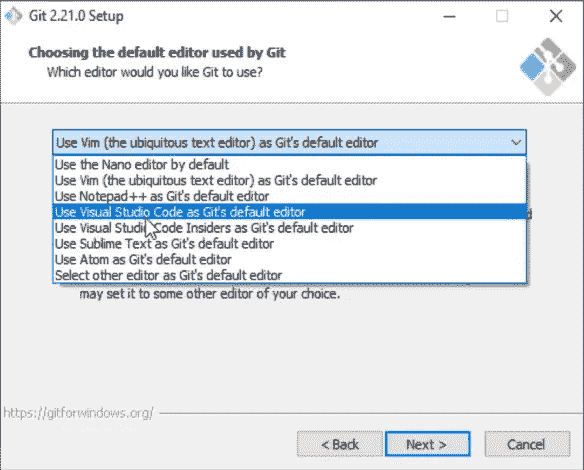 Git 2.21.0 Setup
Choosing the default editor used by Git
Which editor would you like Git to use?
Use Vim (the ubiquitous text editor) as Git's default editor
Use the Nano editor by default
Use Vim (the ubiquitous text editor) as Git's default editor
Use Notepad++ as Git's default editor
Use Visual Studio Code as Git's default editor
Use Visual Studio Code Insiders as Git's default editor
Use Sublime Text as Git's default editor
Use Atom as Git's default editor
Select other editor as Git's default editor
may set it to some other editor of your choice.
https://gitforwindows.org/
< Back
Next >
Cancel